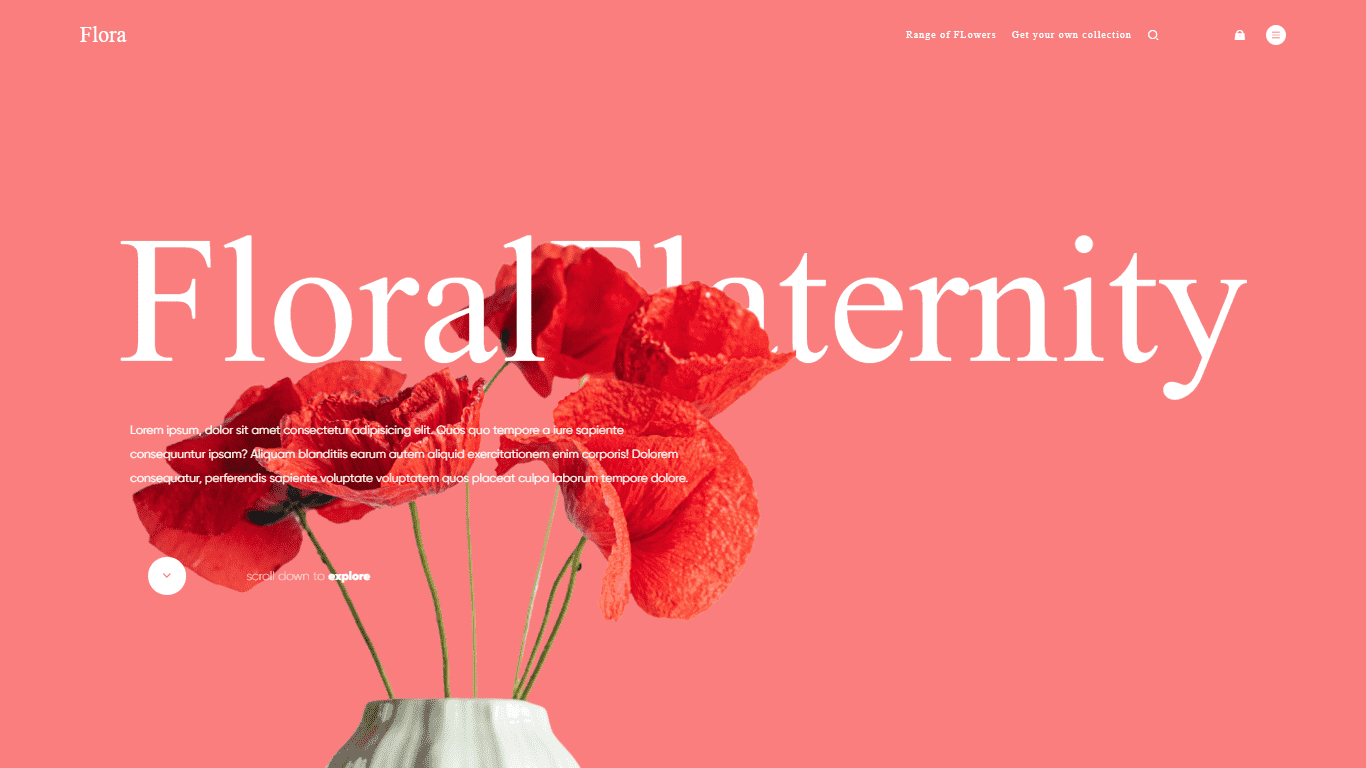 Flora
Range of FLowers
Get your own collection
Floral Flaternity
Lorem ipsum, dolor sit amet consectetur adipisicing elit. Quos quo tempore a iure sapiente
consequuntur ipsam? Aliquam blanditiis earum autem aliquid exercitationem enim corporis! Dolorem
consequatur, perferendis sapiente voluptate voluptatem quos placeat culpa laborum tempore dolore.
scroll down to explore